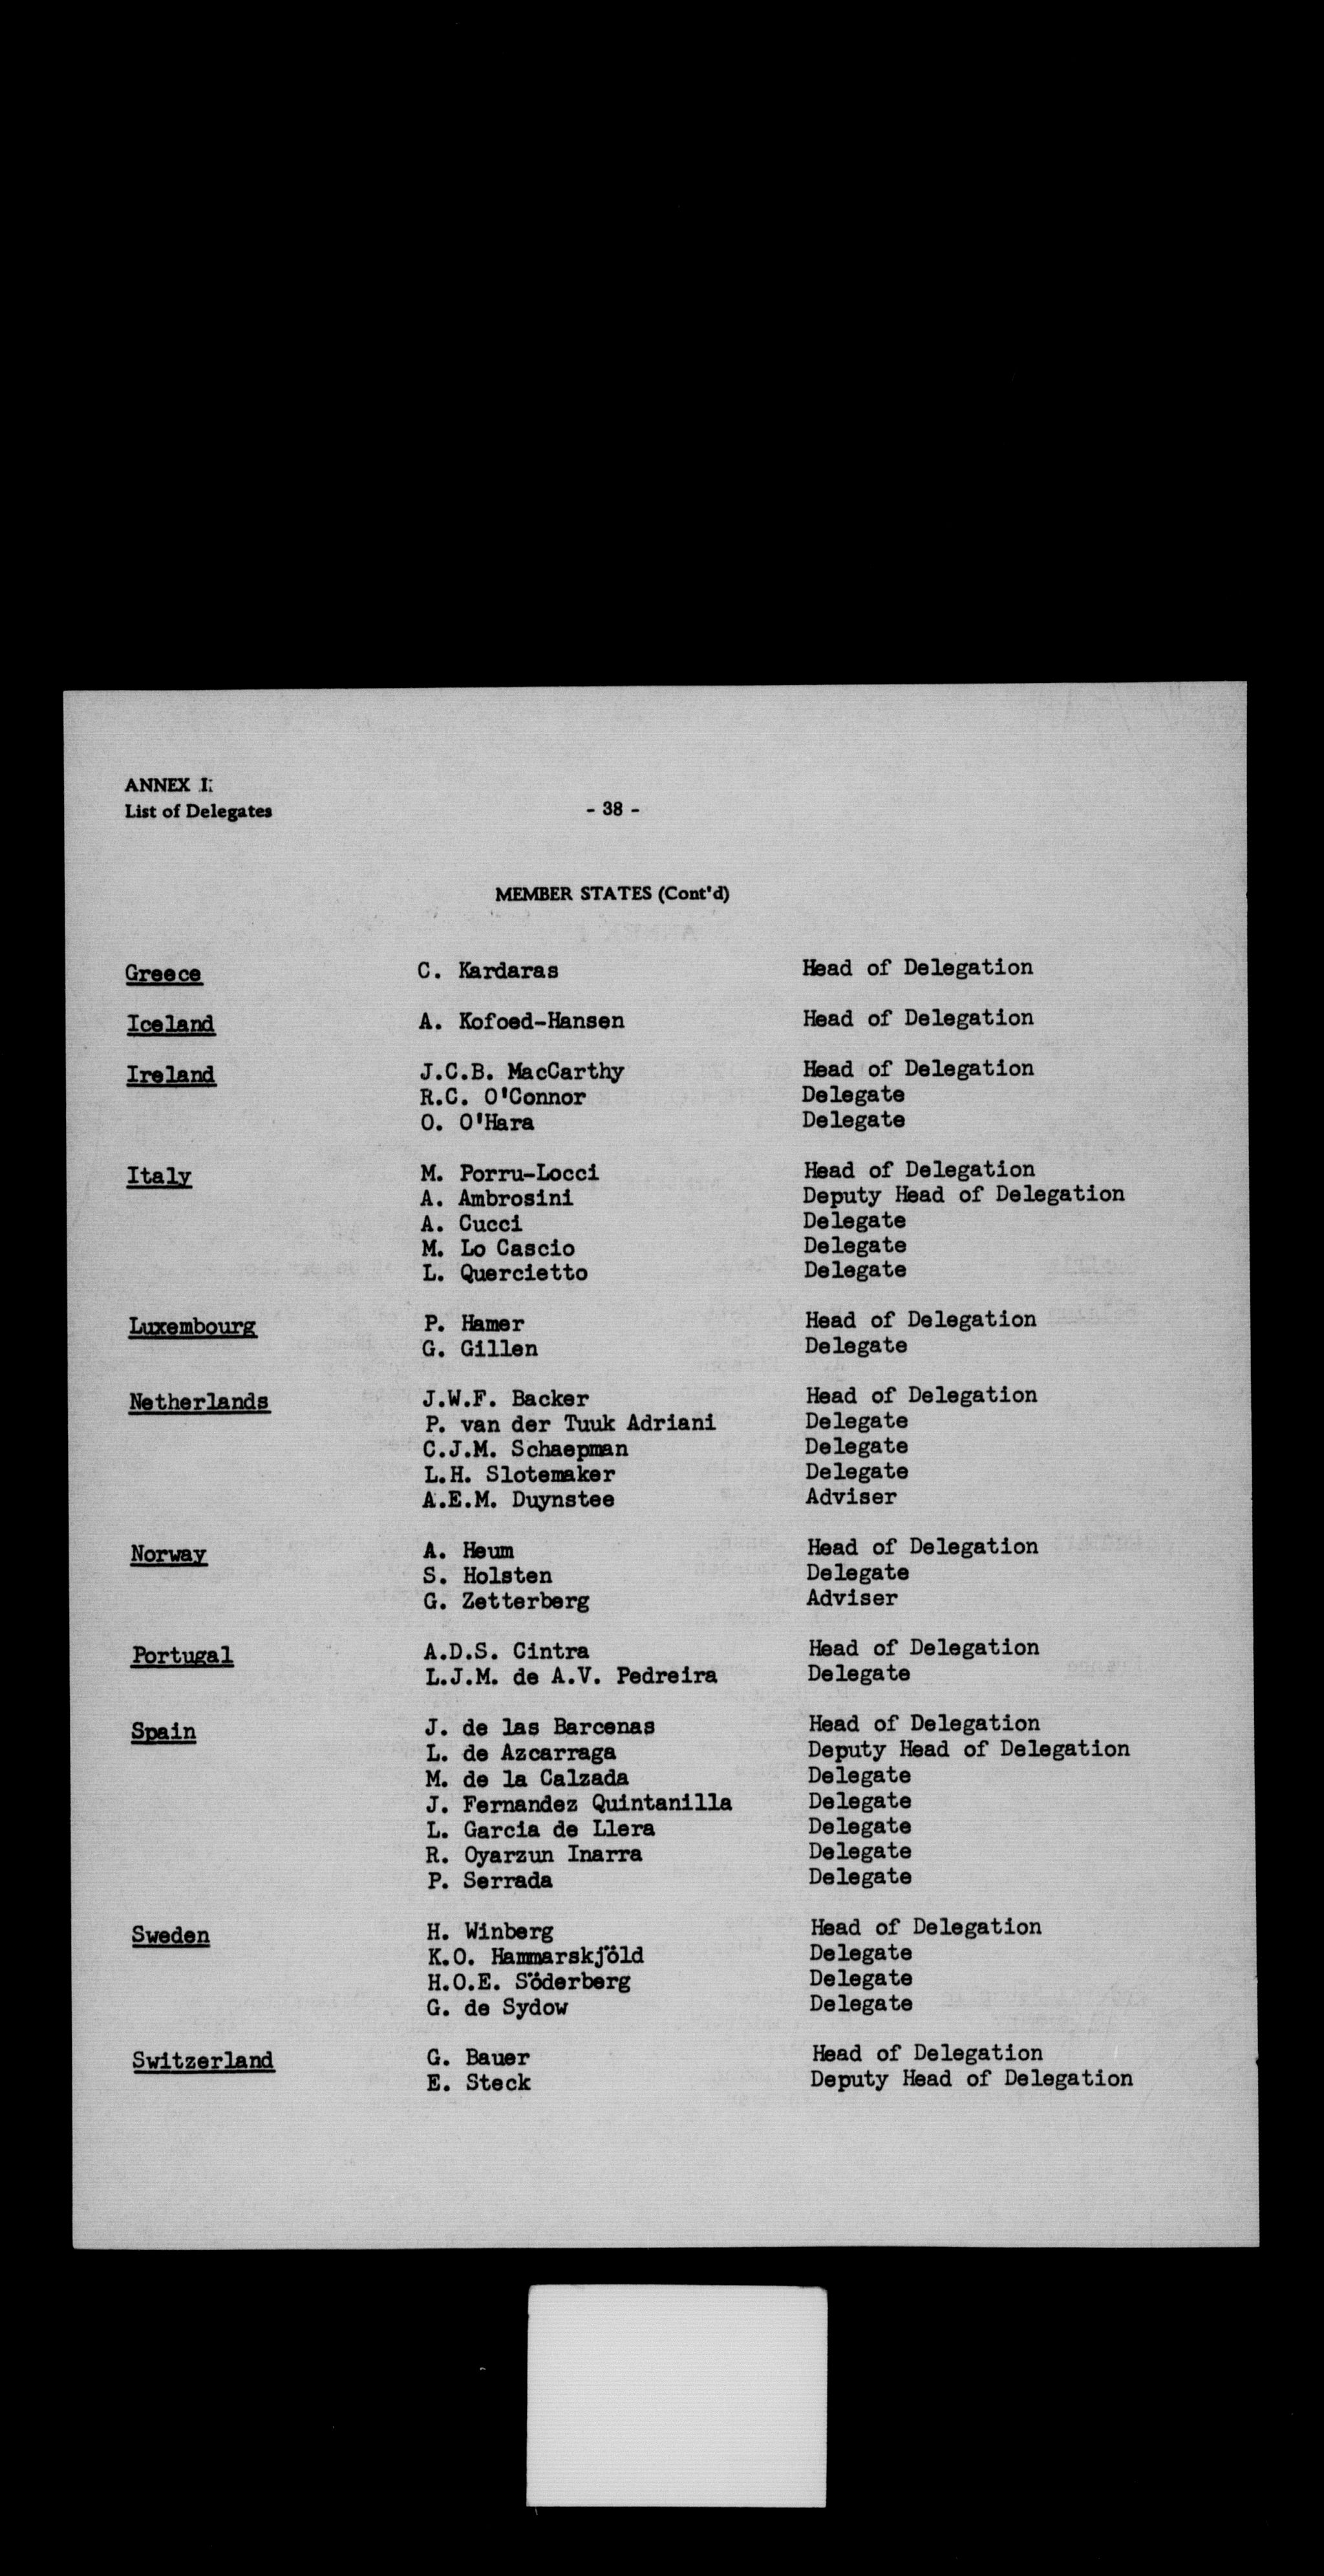 ANNEX I
List of Delegates
- 38 -
MEMBER STATES (Cont'd)
Greece C. Kardaras Head of Delegation
Iceland A. Kofoed-Hansen Head of Delegation
Ireland J.C.B. MacCarthy Head of Delegation
R.C. O'Connor Delegate
O. O'Hara Delegate
Italy M. Porru-Locci Head of Delegation
A. Ambrosini Deputy Head of Delegation
A. Cucci Delegate
M. Lo Cascio Delegate
L. Quercietto Delegate
Luxembourg P. Hamer Head of Delegation
G. Gillen Delegate
Netherlands J.W.F. Backer Head of Delegation
P. van der Tuuk Adriani Delegate
C.J.M. Schaepman Delegate
L.H. Slotemaker Delegate
A.E.M. Duynstee Adviser
Norway A. Heum Head of Delegation
S. Holsten Delegate
G. Zetterberg Adviser
Portugal A.D.S. Cintra Head of Delegation
L.J.M. de A.V. Pedreira Delegate
Spain J. de las Barcenas Head of Delegation
L. de Azcarraga Deputy Head of Delegation
M. de la Calzada Delegate
J. Fernandez Quintanilla Delegate
L. Garcia de Llera Delegate
R. Oyarzun Inarra Delegate
P. Serrada Delegate
Sweden H. Winberg Head of Delegation
K.O. Hammarskjöld Delegate
H.O.E. Söderberg Delegate
G. de Sydow Delegate
Switzerland G. Bauer Head of Delegation
E. Steck Deputy Head of Delegation